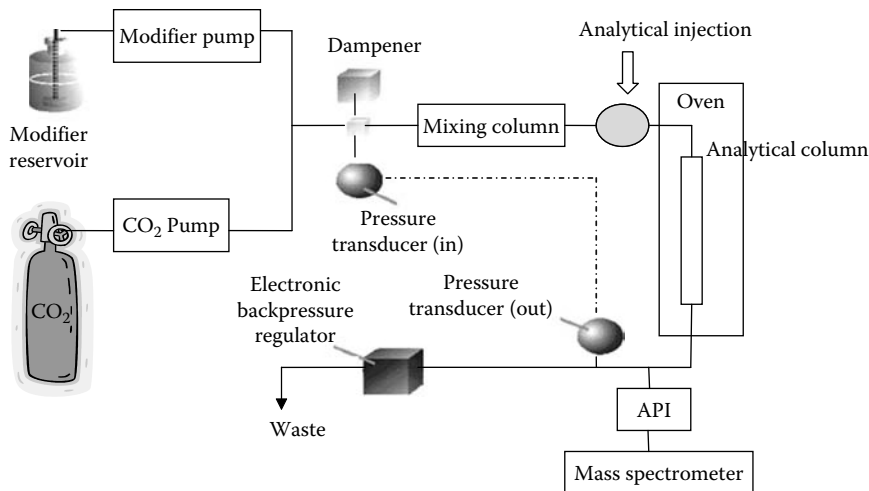 Modifier pump
Modifier
reservoir
Dampener
Analytical injection
Oven
Mixing column
Analytical column
CO₂ Pump
CO₂
Pressure
transducer (in)
Electronic
backpressure
regulator
Pressure
transducer (out)
Waste
API
Mass spectrometer